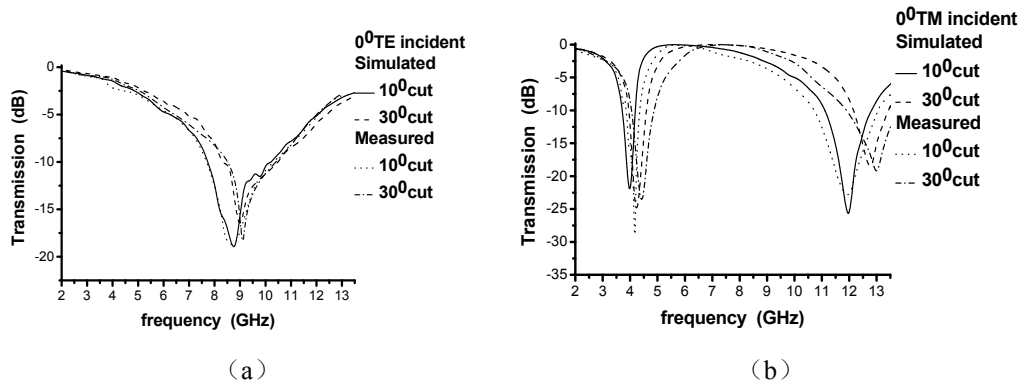 0⁰TE incident
Simulated
10⁰cut
30⁰cut
Measured
10⁰cut
30⁰cut
Transmission (dB)
0
-5
-10
-15
-20
2 3 4 5 6 7 8 9 10 11 12 13
frequency (GHz)
(a)
0⁰TM incident
Simulated
10⁰cut
30⁰cut
Measured
10⁰cut
30⁰cut
Transmission (dB)
0
-5
-10
-15
-20
-25
-30
-35
2 3 4 5 6 7 8 9 10 11 12 13
frequency (GHz)
(b)